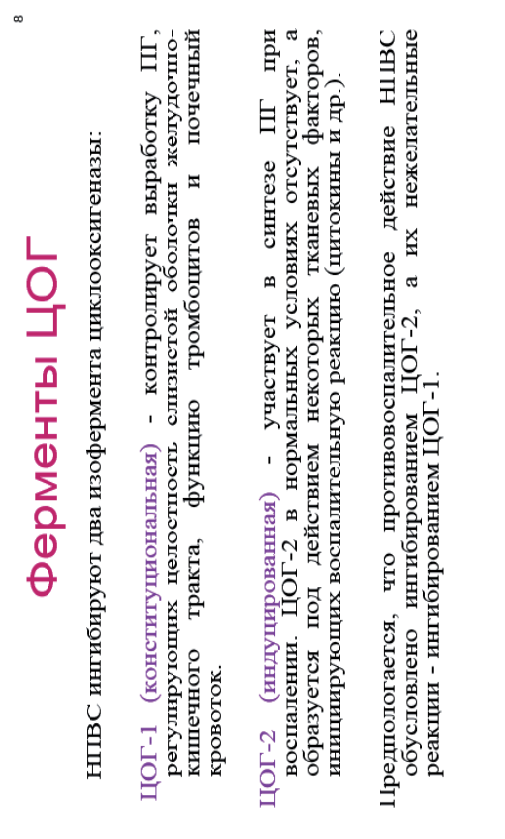 8
Ферменты ЦОГ
НПВС ингибируют два изофермента циклооксигеназы:
ЦОГ-1 (конституциональная) - контролирует выработку ПГ,
регулирующих целостность слизистой оболочки желудочно-
кишечного тракта, функцию тромбоцитов и почечный
кровоток.
ЦОГ-2 (индуцированная) - участвует в синтезе ПГ при
воспалении. ЦОГ-2 в нормальных условиях отсутствует, а
образуется под действием некоторых тканевых факторов,
инициирующих воспалительную реакцию (цитокины и др.).
Предпологается, что противовоспалительное действие НПВС
обусловлено ингибированием ЦОГ-2, а их нежелательные
реакции - ингибированием ЦОГ-1.